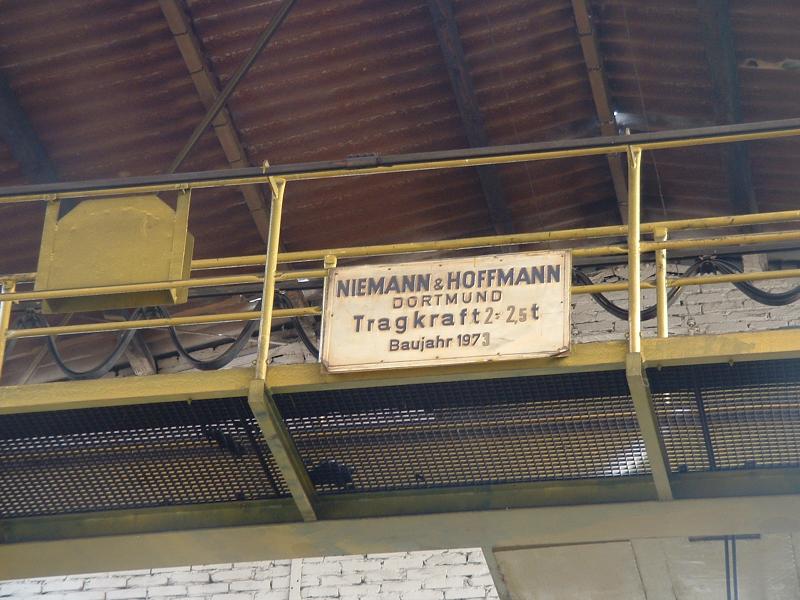 NIEMANN & HOFFMANN
DORTMUND
Tragkraft 2 × 2,5 t
Baujahr 1973